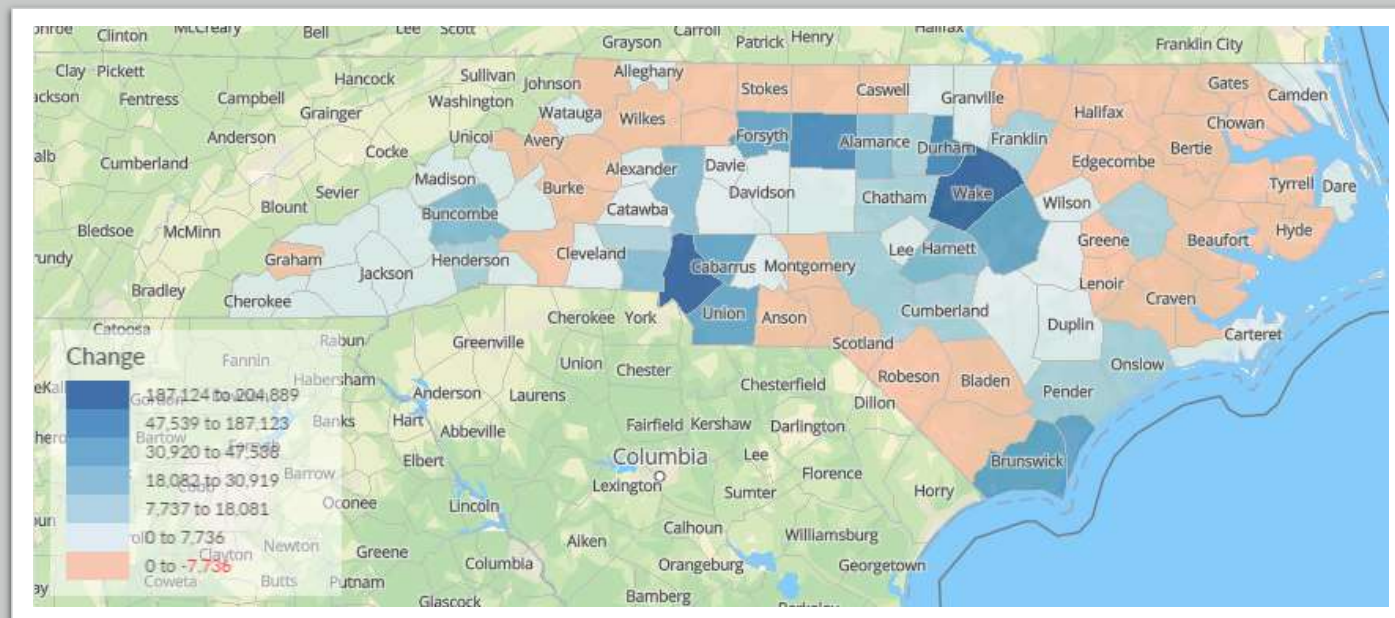 Clinton McCreary Bell Lee Scott Carroll Halifax
Grayson Patrick Henry Franklin City
Clay Pickett Hancock Sullivan Johnson Alleghany Stokes Caswell Granville Gates Camden
Fentress Campbell Grainger Washington Watauga Wilkes Halifax Chowan
Anderson Unicoi Avery Forsyth Alamance Durham Franklin Bertie
Cumberland Cocke Alexander Davie Edgecombe
Sevier Madison Burke Davidson Chatham Wake Wilson Tyrrell Dare
Blount Buncombe Catawba
Bledsoe McMinn Graham Henderson Cleveland Lee Harnett Greene Beaufort Hyde
Jackson Cabarrus Montgomery Lenoir
Bradley Cherokee Craven
Catoosa Cherokee York Union Anson Cumberland Duplin
Rabun Greenville Scotland Onslow Carteret
Change
Fannin Union Chester Robeson Bladen
Habersham Anderson Laurens Chesterfield Dillon Pender
187,124 to 204,889
Gordon
47,539 to 187,123
Banks Hart Abbeville Fairfield Kershaw Darlington
Bartow Forsyth
30,920 to 47,538
Elbert Columbia Lee Florence Brunswick
18,082 to 30,919
Cobb Barrow Lexington Sumter Horry
7,737 to 18,081
Oconee Lincoln
0 to 7,736
Newton Greene Aiken Calhoun Williamsburg
0 to -7,736
Clayton Columbia Orangeburg Georgetown
Coweta Butts Putnam
Glascock Bamberg Berkeley